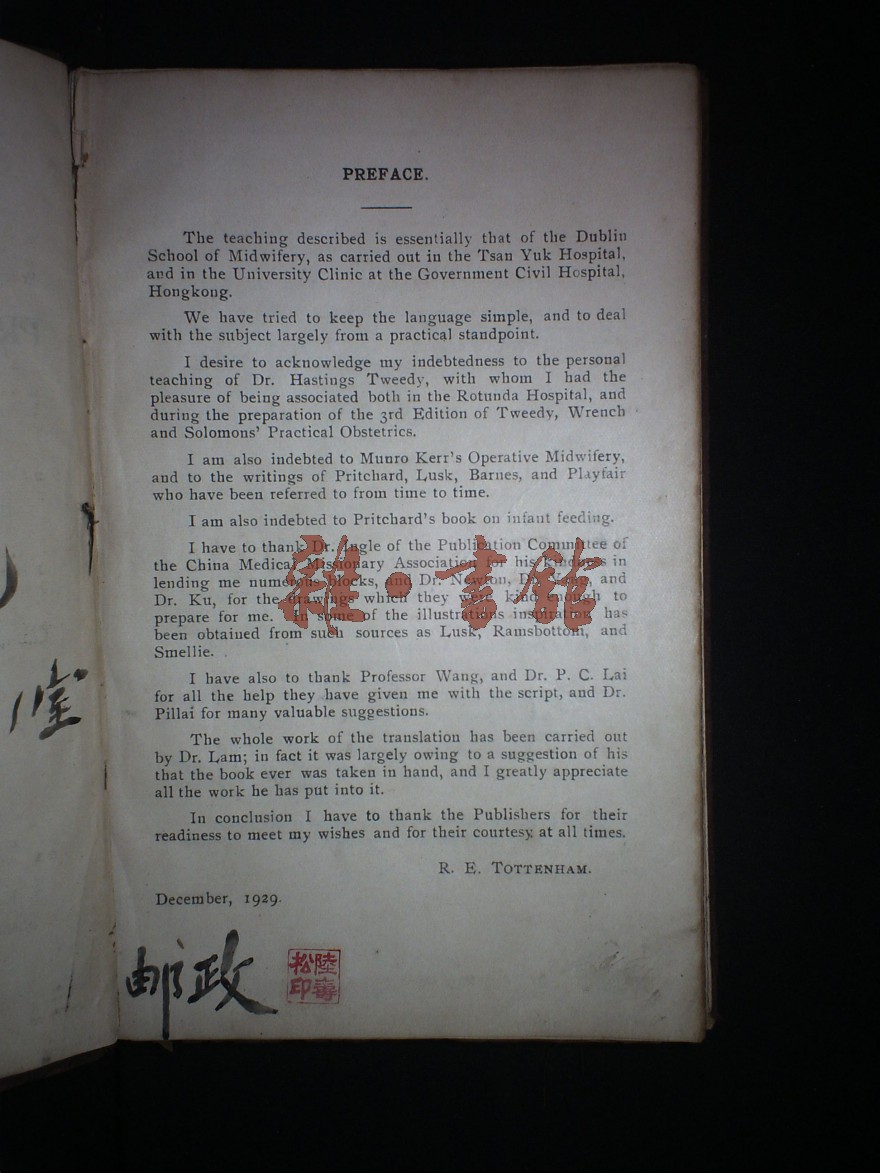 PREFACE.
The teaching described is essentially that of the Dublin
School of Midwifery, as carried out in the Tsan Yuk Hospital,
and in the University Clinic at the Government Civil Hospital,
Hongkong.
We have tried to keep the language simple, and to deal
with the subject largely from a practical standpoint.
I desire to acknowledge my indebtedness to the personal
teaching of Dr. Hastings Tweedy, with whom I had the
pleasure of being associated both in the Rotunda Hospital, and
during the preparation of the 3rd Edition of Tweedy, Wrench
and Solomons' Practical Obstetrics.
I am also indebted to Munro Kerr's Operative Midwifery,
and to the writings of Pritchard, Lusk, Barnes, and Playfair
who have been referred to from time to time.
I am also indebted to Pritchard's book on infant feeding.
I have to thank Dr. Ingle of the Publication Committee of
the China Medical Missionary Association for his kindness in
lending me numerous blocks, and Dr. Newton, and
Dr. Ku, for the drawings which they were kind enough to
prepare for me. In some of the illustrations inspiration has
been obtained from such sources as Lusk, Ramsbottom, and
Smellie.
I have also to thank Professor Wang, and Dr. P. C. Lai
for all the help they have given me with the script, and Dr.
Pillai for many valuable suggestions.
The whole work of the translation has been carried out
by Dr. Lam; in fact it was largely owing to a suggestion of his
that the book ever was taken in hand, and I greatly appreciate
all the work he has put into it.
In conclusion I have to thank the Publishers for their
readiness to meet my wishes and for their courtesy at all times.
R. E. TOTTENHAM.
December, 1929.
邮政
陸壽
松印